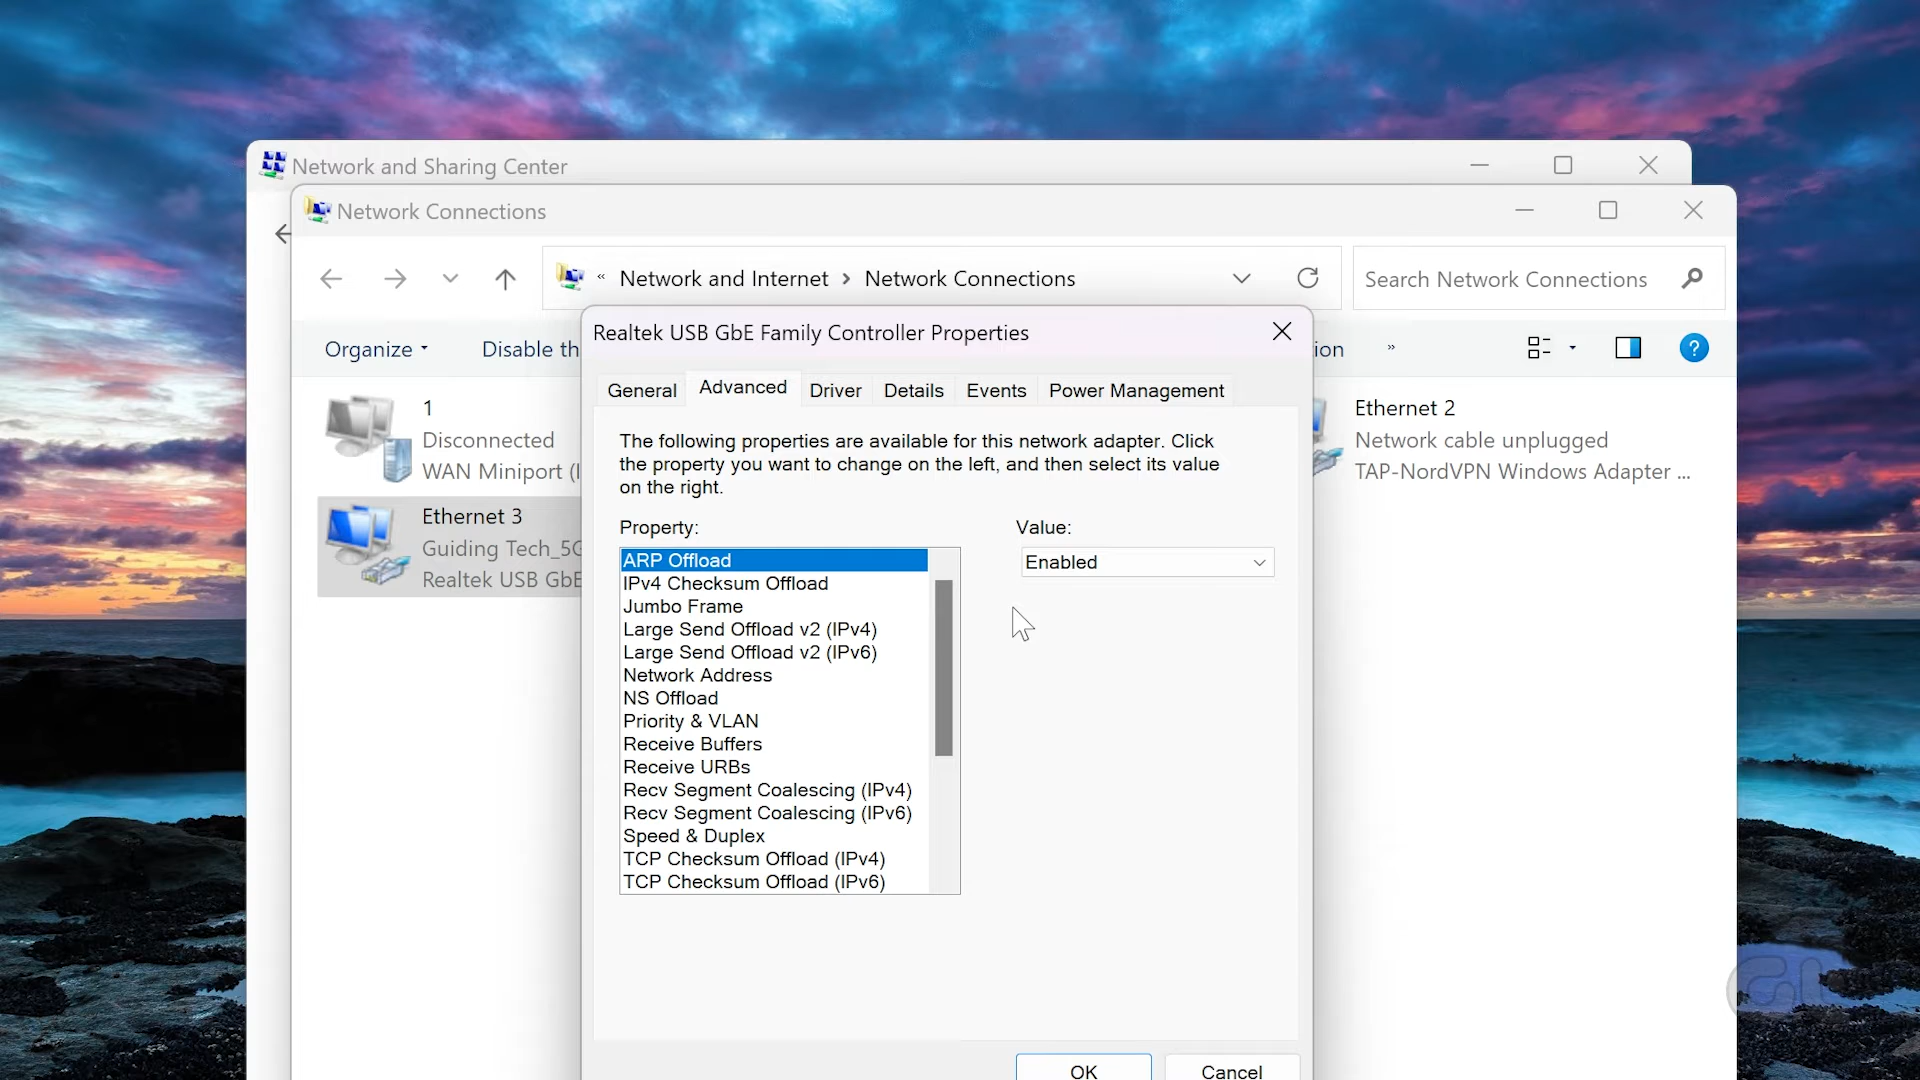 Network and Sharing Center
Network Connections
« Network and Internet › Network Connections
Search Network Connections
Organize
Disable th
ion
»
?
Realtek USB GbE Family Controller Properties
General Advanced Driver Details Events Power Management
The following properties are available for this network adapter. Click
the property you want to change on the left, and then select its value
on the right.
Property:
ARP Offload
IPv4 Checksum Offload
Jumbo Frame
Large Send Offload v2 (IPv4)
Large Send Offload v2 (IPv6)
Network Address
NS Offload
Priority & VLAN
Receive Buffers
Receive URBs
Recv Segment Coalescing (IPv4)
Recv Segment Coalescing (IPv6)
Speed & Duplex
TCP Checksum Offload (IPv4)
TCP Checksum Offload (IPv6)
Value:
Enabled
OK Cancel
1
Disconnected
WAN Miniport (I
Ethernet 3
Guiding Tech_5G
Realtek USB GbE
Ethernet 2
Network cable unplugged
TAP-NordVPN Windows Adapter ...